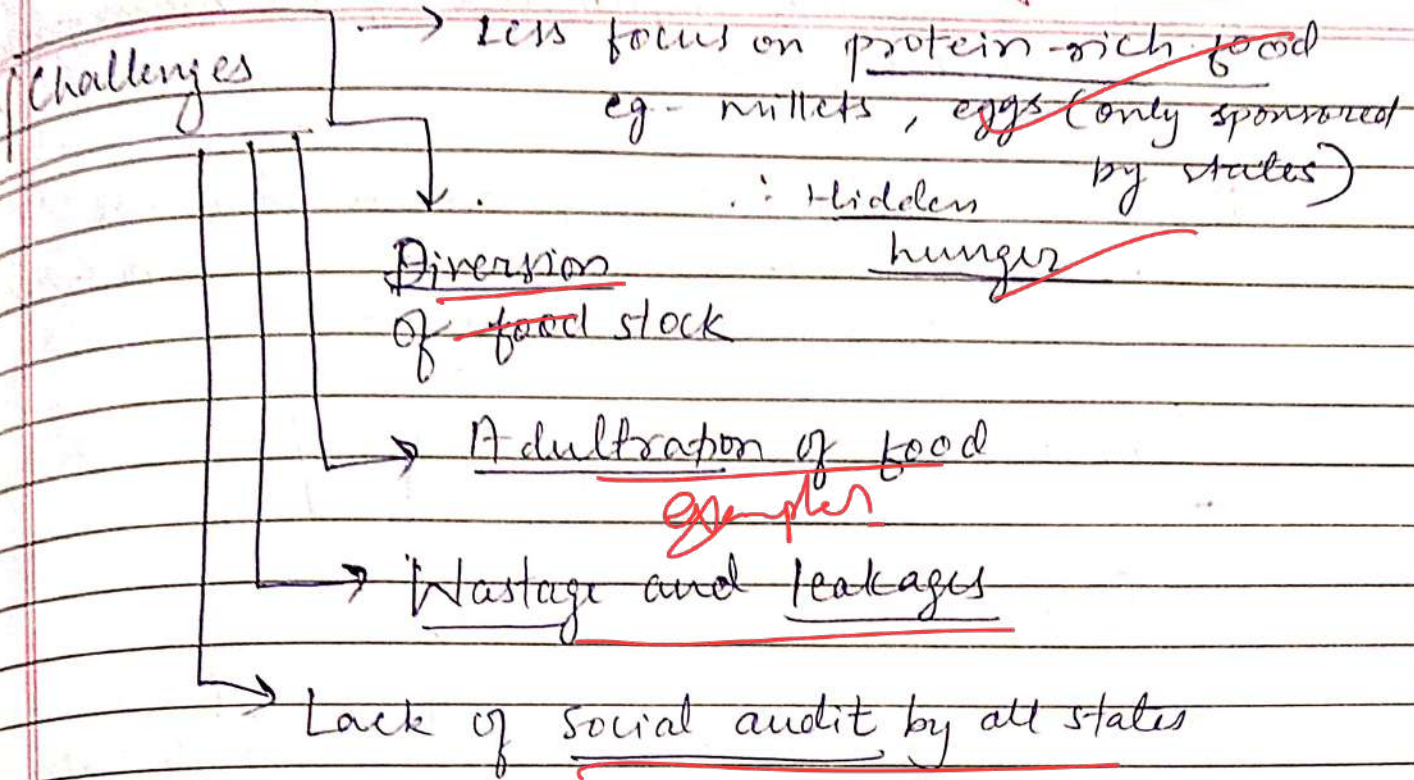 Challenges
→ Less focus on protein-rich food
eg - millets, eggs (only sponsored
by states)
∴ Hidden
hunger
Diversion
of food stock
→ Adultration of food
examples
→ Wastage and leakages
→ Lack of social audit by all states